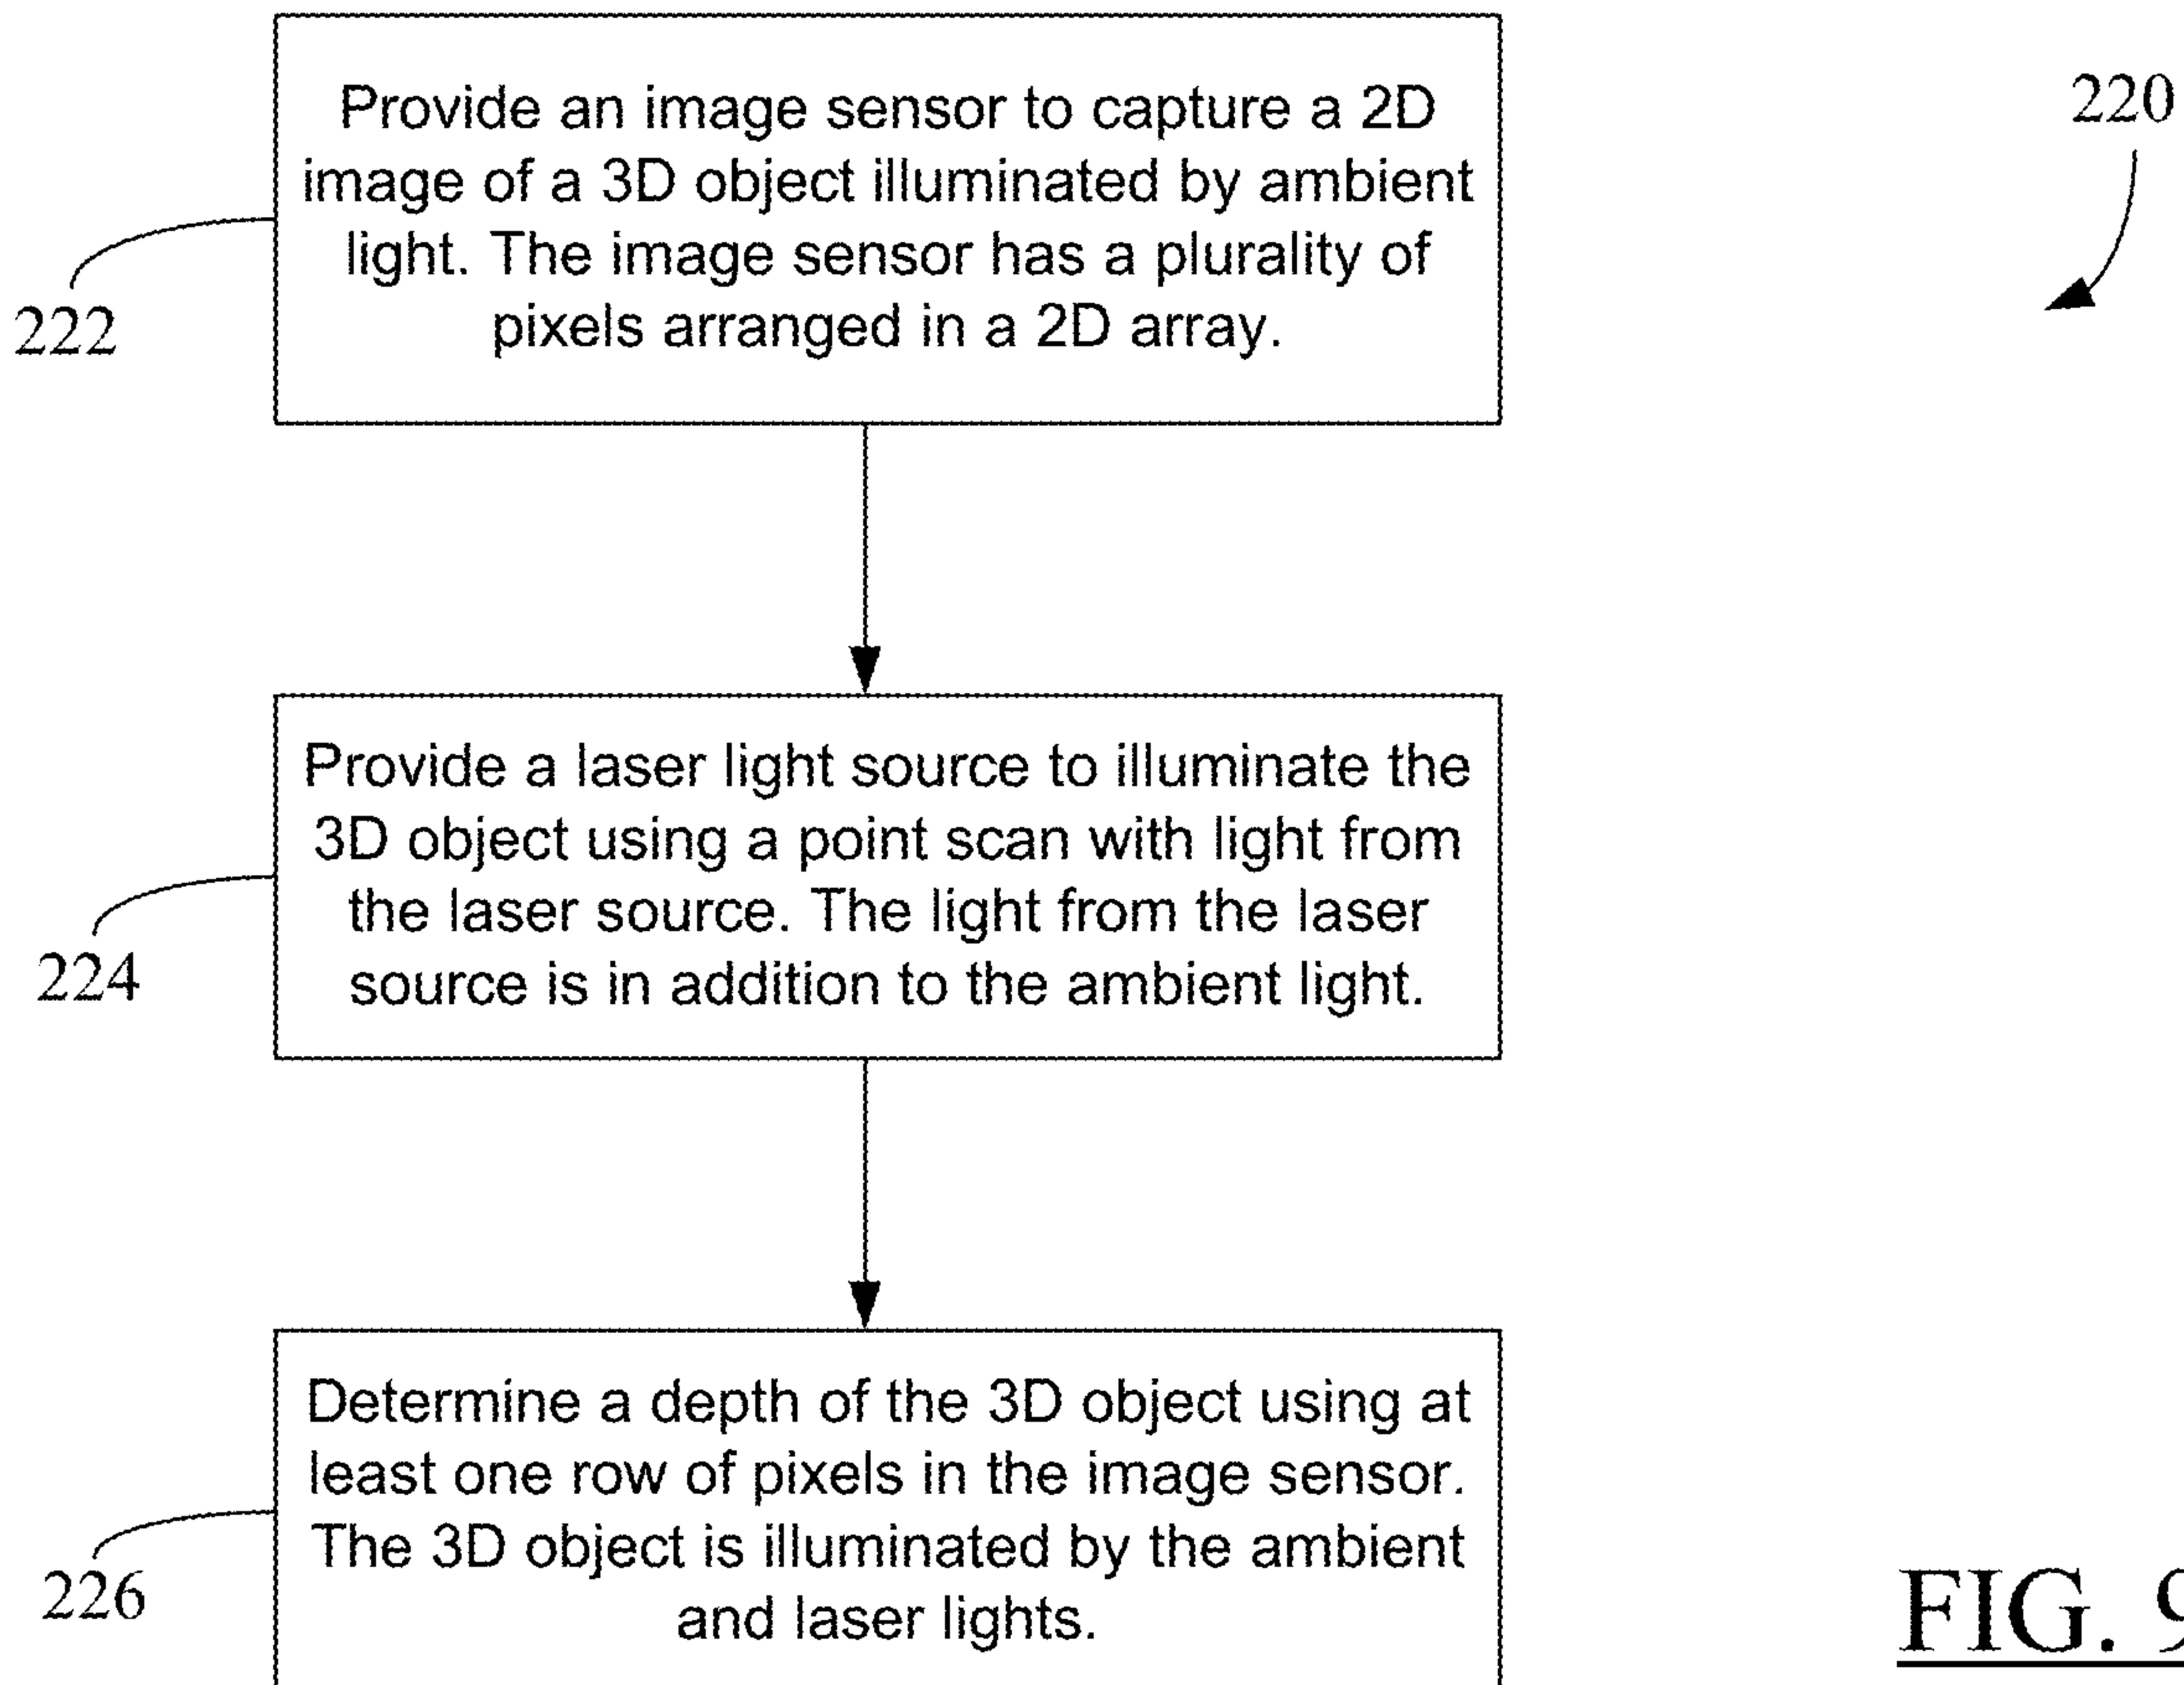 Provide an image sensor to capture a 2D
image of a 3D object illuminated by ambient
light. The image sensor has a plurality of
pixels arranged in a 2D array.
220
222
Provide a laser light source to illuminate the
3D object using a point scan with light from
the laser source. The light from the laser
source is in addition to the ambient light.
224
Determine a depth of the 3D object using at
least one row of pixels in the image sensor.
The 3D object is illuminated by the ambient
and laser lights.
226
FIG. 9